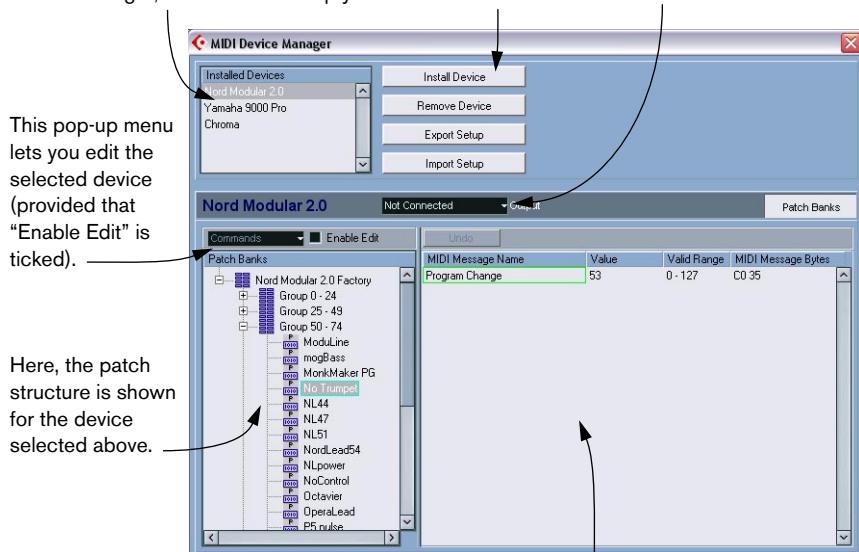 MIDI Device Manager
Installed Devices
Nord Modular 2.0
Yamaha 9000 Pro
Chroma
Install Device
Remove Device
Export Setup
Import Setup
This pop-up menu
lets you edit the
selected device
(provided that
“Enable Edit” is
ticked).
Nord Modular 2.0
Not Connected
Output
Patch Banks
Commands
Enable Edit
Undo
Patch Banks
MIDI Message Name Value Valid Range MIDI Message Bytes
Program Change 53 0 - 127 C0 35
Nord Modular 2.0 Factory
Group 0 - 24
Group 25 - 49
Group 50 - 74
ModuLine
mogBass
MonkMaker PG
No Trumpet
NL44
NL47
NL51
NordLead54
NLpower
NoControl
Octavier
OperaLead
P5 pulse
Here, the patch
structure is shown
for the device
selected above.